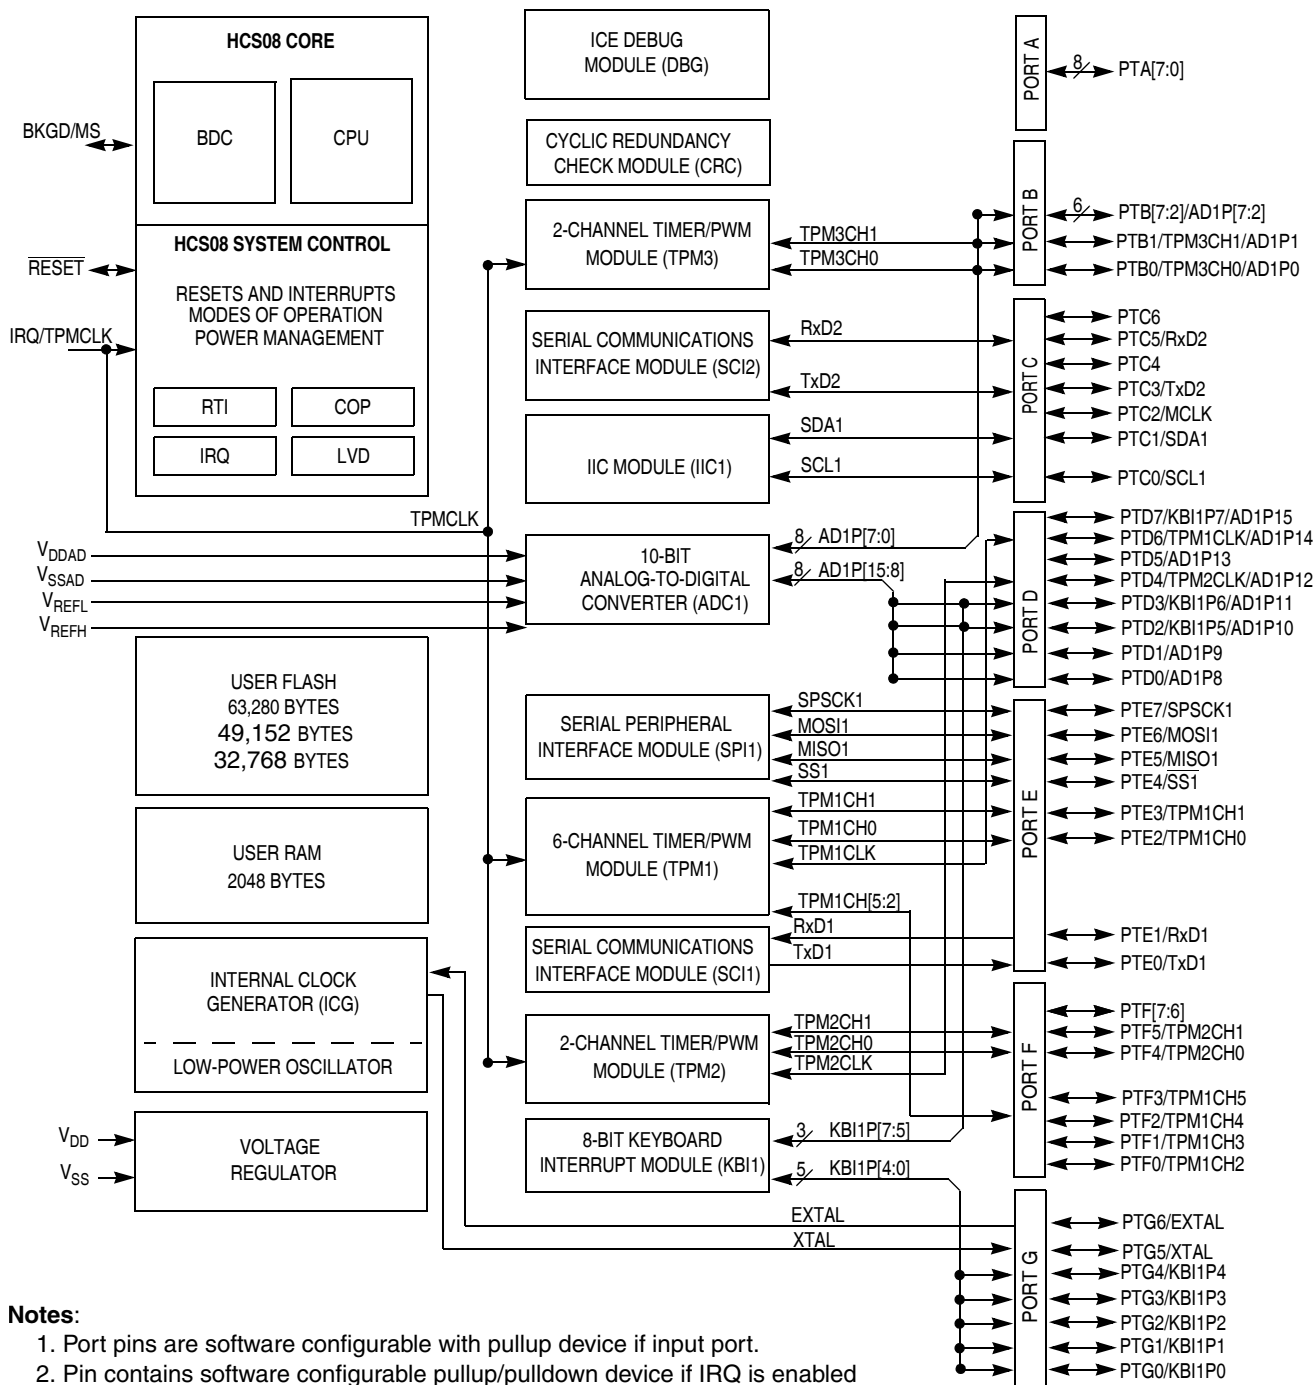 HCS08 CORE
BDC
CPU
BKGD/MS
HCS08 SYSTEM CONTROL
RESET
RESETS AND INTERRUPTS
MODES OF OPERATION
POWER MANAGEMENT
IRQ/TPMCLK
RTI
COP
IRQ
LVD
TPMCLK
VDDAD
VSSAD
VREFL
VREFH
USER FLASH
63,280 BYTES
49,152 BYTES
32,768 BYTES
USER RAM
2048 BYTES
INTERNAL CLOCK
GENERATOR (ICG)
LOW-POWER OSCILLATOR
VDD
VSS
VOLTAGE
REGULATOR
ICE DEBUG
MODULE (DBG)
CYCLIC REDUNDANCY
CHECK MODULE (CRC)
2-CHANNEL TIMER/PWM
MODULE (TPM3)
TPM3CH1
TPM3CH0
SERIAL COMMUNICATIONS
INTERFACE MODULE (SCI2)
RxD2
TxD2
IIC MODULE (IIC1)
SDA1
SCL1
10-BIT
ANALOG-TO-DIGITAL
CONVERTER (ADC1)
8 AD1P[7:0]
8 AD1P[15:8]
SERIAL PERIPHERAL
INTERFACE MODULE (SPI1)
SPSCK1
MOSI1
MISO1
SS1
6-CHANNEL TIMER/PWM
MODULE (TPM1)
TPM1CH1
TPM1CH0
TPM1CLK
TPM1CH[5:2]
SERIAL COMMUNICATIONS
INTERFACE MODULE (SCI1)
RxD1
TxD1
2-CHANNEL TIMER/PWM
MODULE (TPM2)
TPM2CH1
TPM2CH0
TPM2CLK
8-BIT KEYBOARD
INTERRUPT MODULE (KBI1)
3 KBI1P[7:5]
5 KBI1P[4:0]
EXTAL
XTAL
PORT A
8 PTA[7:0]
PORT B
6 PTB[7:2]/AD1P[7:2]
PTB1/TPM3CH1/AD1P1
PTB0/TPM3CH0/AD1P0
PORT C
PTC6
PTC5/RxD2
PTC4
PTC3/TxD2
PTC2/MCLK
PTC1/SDA1
PTC0/SCL1
PORT D
PTD7/KBI1P7/AD1P15
PTD6/TPM1CLK/AD1P14
PTD5/AD1P13
PTD4/TPM2CLK/AD1P12
PTD3/KBI1P6/AD1P11
PTD2/KBI1P5/AD1P10
PTD1/AD1P9
PTD0/AD1P8
PORT E
PTE7/SPSCK1
PTE6/MOSI1
PTE5/MISO1
PTE4/SS1
PTE3/TPM1CH1
PTE2/TPM1CH0
PTE1/RxD1
PTE0/TxD1
PORT F
PTF[7:6]
PTF5/TPM2CH1
PTF4/TPM2CH0
PTF3/TPM1CH5
PTF2/TPM1CH4
PTF1/TPM1CH3
PTF0/TPM1CH2
PORT G
PTG6/EXTAL
PTG5/XTAL
PTG4/KBI1P4
PTG3/KBI1P3
PTG2/KBI1P2
PTG1/KBI1P1
PTG0/KBI1P0
Notes:
1. Port pins are software configurable with pullup device if input port.
2. Pin contains software configurable pullup/pulldown device if IRQ is enabled